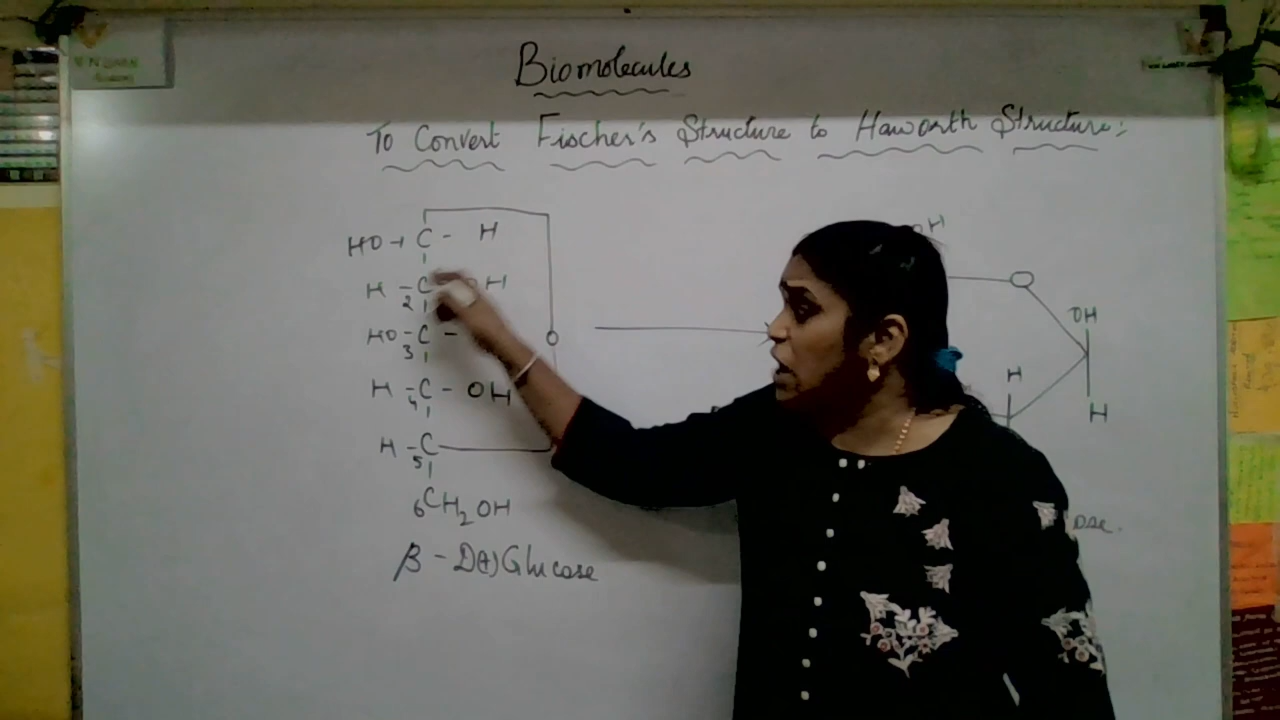 Biomolecules
To Convert Fischer's Structure to Haworth Structure:
HO - C - H
H - C OH
2
HO - C -
3
H - C - OH
4
H - C
5
O
6CH2OH
β - D(+) Glucose
OH
O
OH
H
H